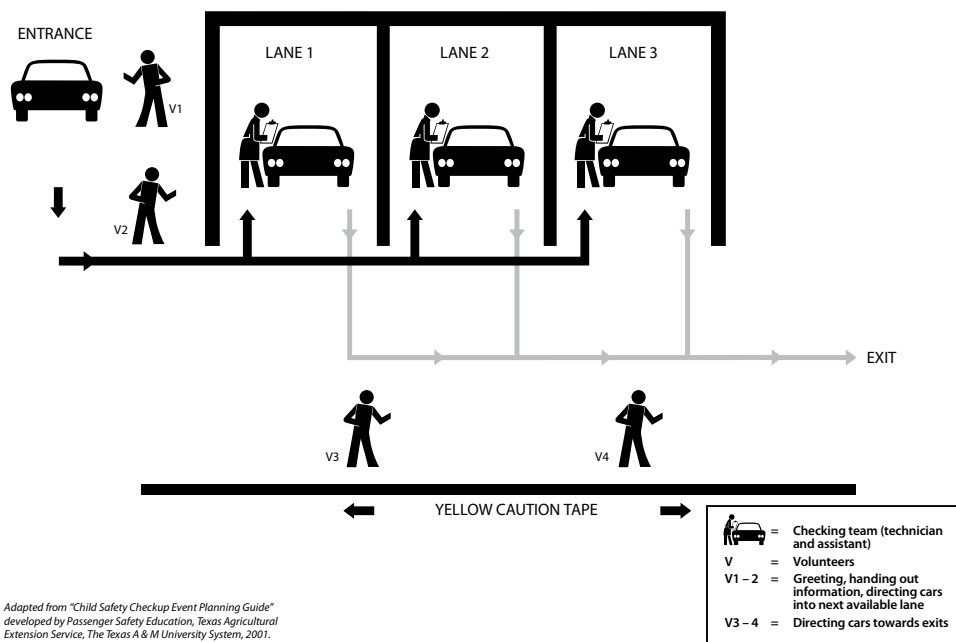 ENTRANCE
LANE 1
LANE 2
LANE 3
V1
V2
EXIT
V3
V4
YELLOW CAUTION TAPE
= Checking team (technician
and assistant)
V = Volunteers
V1 – 2 = Greeting, handing out
information, directing cars
into next available lane
V3 – 4 = Directing cars towards exits
Adapted from “Child Safety Checkup Event Planning Guide”
developed by Passenger Safety Education, Texas Agricultural
Extension Service, The Texas A & M University System, 2001.